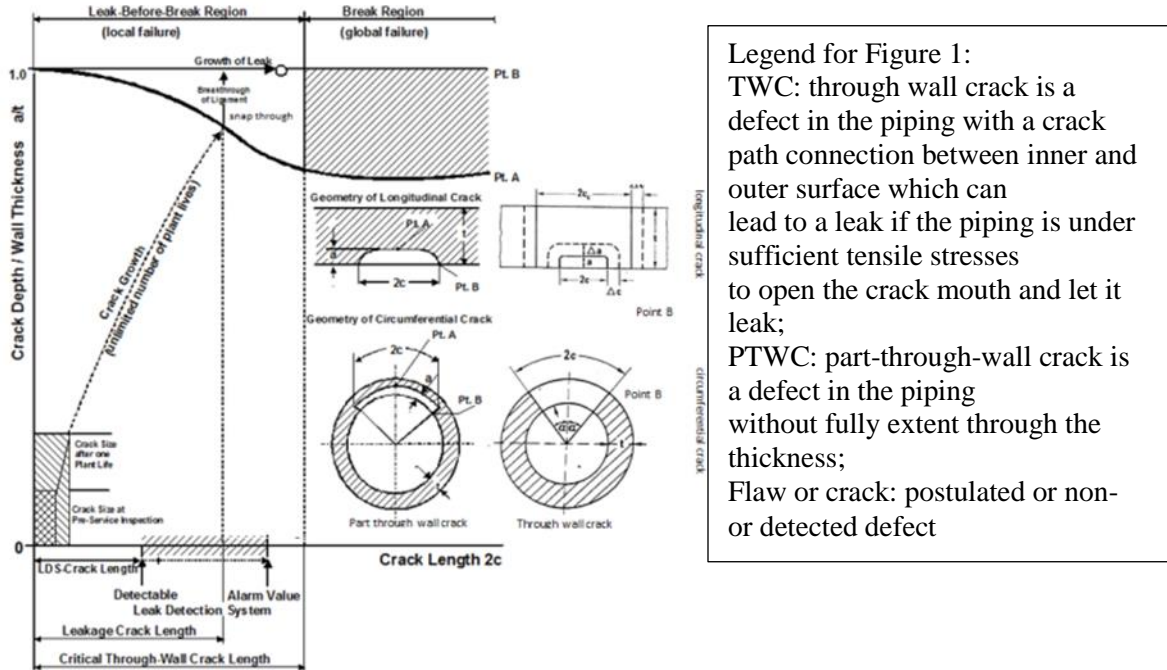 Leak-Before-Break Region
(local failure)
Break Region
(global failure)
Growth of Leak
1.0
Pt. B
Breakthrough
of Ligament
snap through
Crack Depth / Wall Thickness a/t
Pt. A
Crack Growth
(unlimited number of plant lives)
Geometry of Longitudinal Crack
Pt. A
t
a
2c
Pt. B
2c
t
Δa
a
2c
Δc
Point B
longitudinal crack
Geometry of Circumferential Crack
Pt. A
2c
a
Pt. B
t
Part through wall crack
2c
Point B
α α
t
Through wall crack
circumferential crack
Crack Size
after one
Plant Life
Crack Size at
Pre-Service Inspection
0
Crack Length 2c
LDS-Crack Length
Detectable
Alarm Value
Leak Detection System
Leakage Crack Length
Critical Through-Wall Crack Length
Legend for Figure 1:
TWC: through wall crack is a
defect in the piping with a crack
path connection between inner and
outer surface which can
lead to a leak if the piping is under
sufficient tensile stresses
to open the crack mouth and let it
leak;
PTWC: part-through-wall crack is
a defect in the piping
without fully extent through the
thickness;
Flaw or crack: postulated or non-
or detected defect